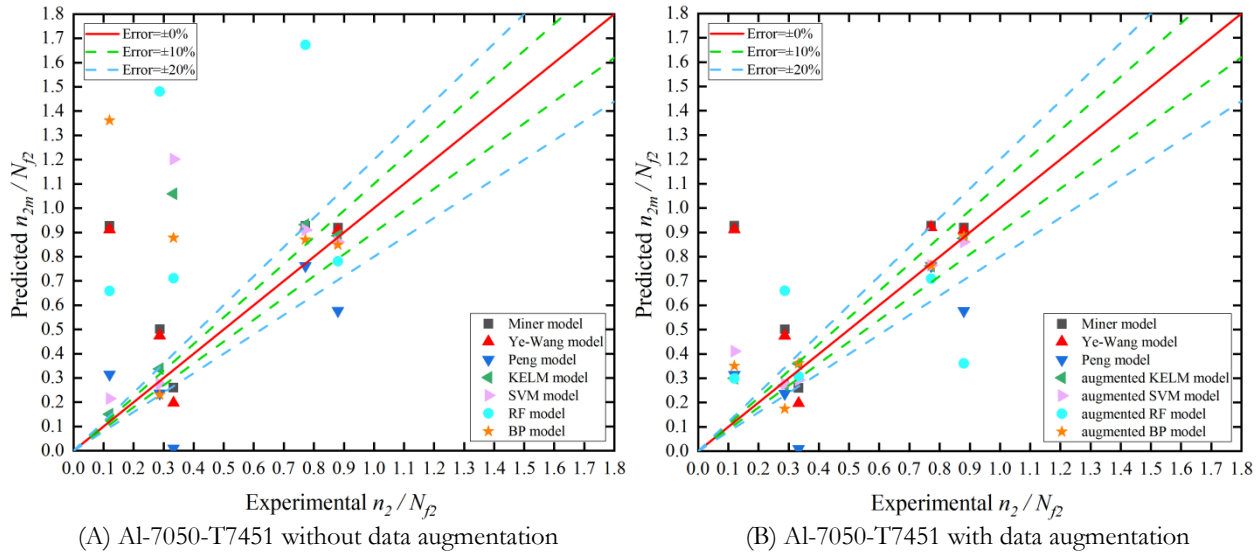 1.8
1.7
1.6
1.5
1.4
1.3
1.2
1.1
1.0
0.9
0.8
0.7
0.6
0.5
0.4
0.3
0.2
0.1
0.0
Predicted n2m / Nf2
Error=±0%
Error=±10%
Error=±20%
Miner model
Ye-Wang model
Peng model
KELM model
SVM model
RF model
BP model
0.0 0.1 0.2 0.3 0.4 0.5 0.6 0.7 0.8 0.9 1.0 1.1 1.2 1.3 1.4 1.5 1.6 1.7 1.8
Experimental n2 / Nf2
(A) Al-7050-T7451 without data augmentation
1.8
1.7
1.6
1.5
1.4
1.3
1.2
1.1
1.0
0.9
0.8
0.7
0.6
0.5
0.4
0.3
0.2
0.1
0.0
Predicted n2m / Nf2
Error=±0%
Error=±10%
Error=±20%
Miner model
Ye-Wang model
Peng model
augmented KELM model
augmented SVM model
augmented RF model
augmented BP model
0.0 0.1 0.2 0.3 0.4 0.5 0.6 0.7 0.8 0.9 1.0 1.1 1.2 1.3 1.4 1.5 1.6 1.7 1.8
Experimental n2 / Nf2
(B) Al-7050-T7451 with data augmentation